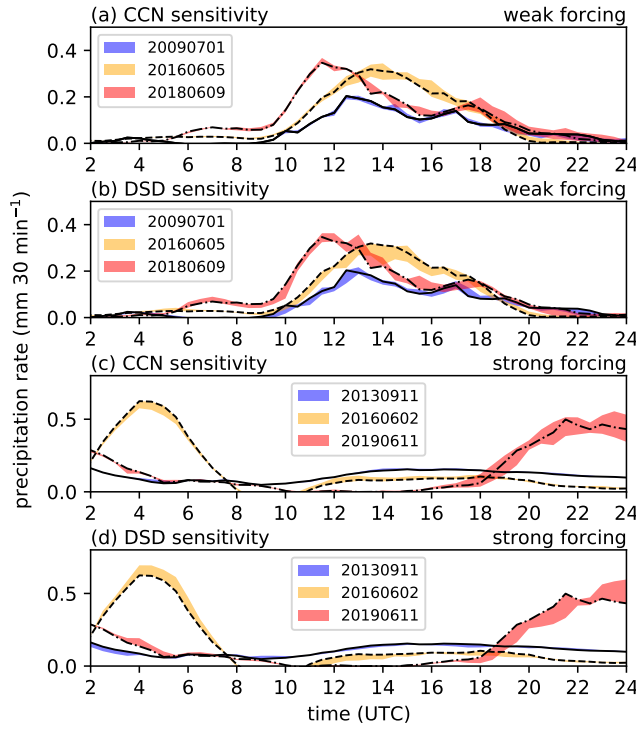 (a) CCN sensitivity weak forcing
0.4
0.2
0.0
20090701
20160605
20180609
2 4 6 8 10 12 14 16 18 20 22 24
(b) DSD sensitivity weak forcing
0.4
0.2
0.0
20090701
20160605
20180609
2 4 6 8 10 12 14 16 18 20 22 24
precipitation rate (mm 30 min⁻¹)
(c) CCN sensitivity strong forcing
0.5
0.0
20130911
20160602
20190611
2 4 6 8 10 12 14 16 18 20 22 24
(d) DSD sensitivity strong forcing
0.5
0.0
20130911
20160602
20190611
2 4 6 8 10 12 14 16 18 20 22 24
time (UTC)